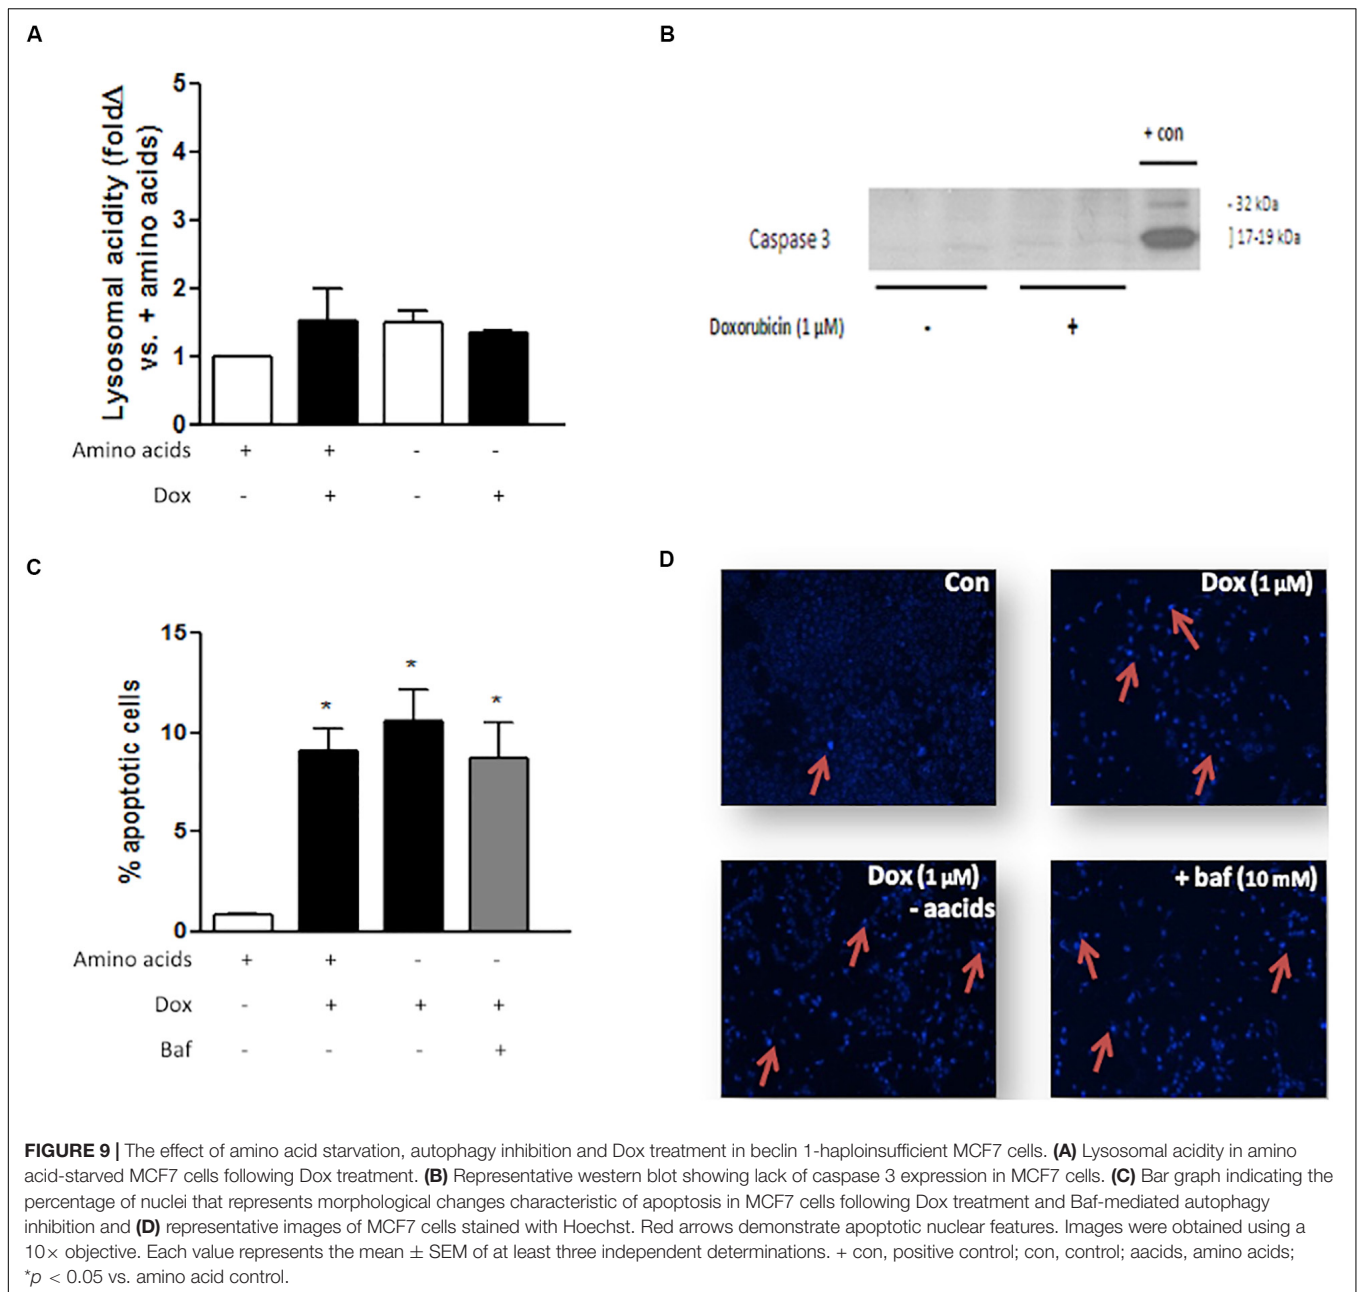 A
Lysosomal acidity (foldΔ
vs. + amino acids)
5
4
3
2
1
0
Amino acids + + - -
Dox - + - +
B
+ con
Caspase 3
- 32 kDa
] 17-19 kDa
Doxorubicin (1 µM) - +
C
% apoptotic cells
15
10
5
0
* * *
Amino acids + + - -
Dox - + + +
Baf - - - +
D
Con
Dox (1 µM)
Dox (1 µM)
- aacids
+ baf (10 mM)
FIGURE 9 | The effect of amino acid starvation, autophagy inhibition and Dox treatment in beclin 1-haploinsufficient MCF7 cells. (A) Lysosomal acidity in amino
acid-starved MCF7 cells following Dox treatment. (B) Representative western blot showing lack of caspase 3 expression in MCF7 cells. (C) Bar graph indicating the
percentage of nuclei that represents morphological changes characteristic of apoptosis in MCF7 cells following Dox treatment and Baf-mediated autophagy
inhibition and (D) representative images of MCF7 cells stained with Hoechst. Red arrows demonstrate apoptotic nuclear features. Images were obtained using a
10× objective. Each value represents the mean ± SEM of at least three independent determinations. + con, positive control; con, control; aacids, amino acids;
*p < 0.05 vs. amino acid control.